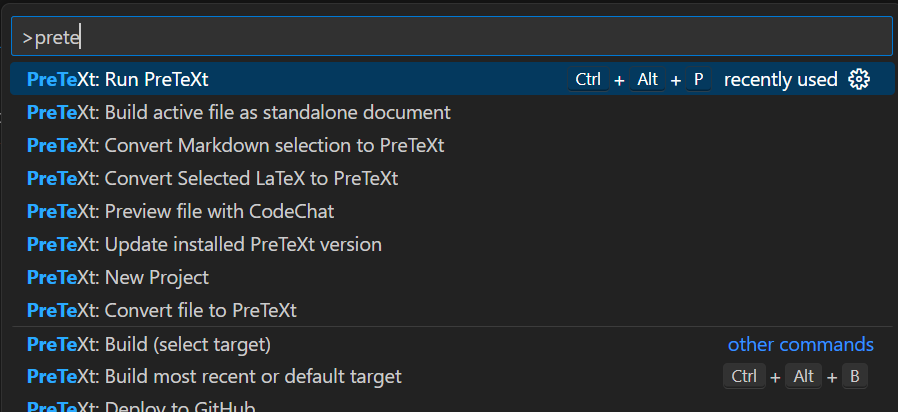 >prete
PreTeXt: Run PreTeXt Ctrl + Alt + P recently used
PreTeXt: Build active file as standalone document
PreTeXt: Convert Markdown selection to PreTeXt
PreTeXt: Convert Selected LaTeX to PreTeXt
PreTeXt: Preview file with CodeChat
PreTeXt: Update installed PreTeXt version
PreTeXt: New Project
PreTeXt: Convert file to PreTeXt
PreTeXt: Build (select target) other commands
PreTeXt: Build most recent or default target Ctrl + Alt + B
PreTeXt: Deploy to GitHub